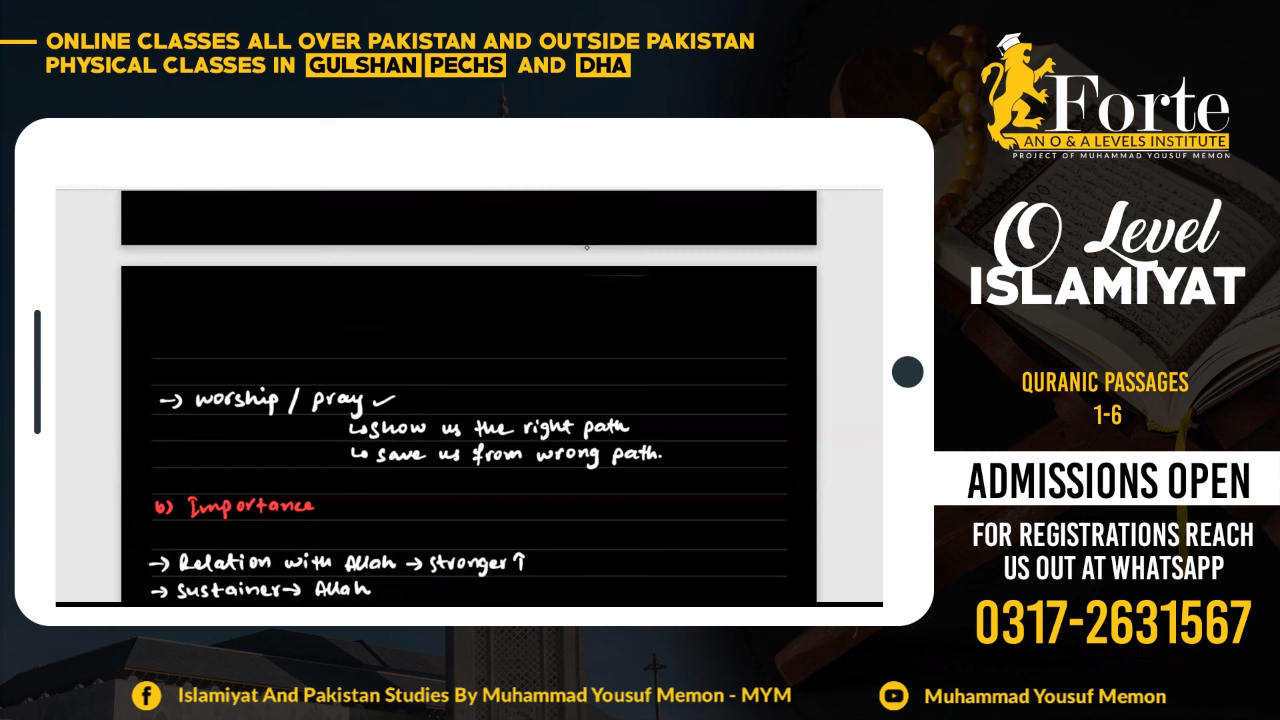 ONLINE CLASSES ALL OVER PAKISTAN AND OUTSIDE PAKISTAN
PHYSICAL CLASSES IN GULSHAN PECHS AND DHA
Forte
AN O & A LEVELS INSTITUTE
PROJECT OF MUHAMMAD YOUSUF MEMON
O Level
ISLAMIYAT
QURANIC PASSAGES
1-6
ADMISSIONS OPEN
FOR REGISTRATIONS REACH
US OUT AT WHATSAPP
0317-2631567
→ worship / pray ✓
↳ show us the right path
↳ save us from wrong path.
b) Importance
→ Relation with Allah → stronger ↑
→ sustainer → Allah
Islamiyat And Pakistan Studies By Muhammad Yousuf Memon - MYM
Muhammad Yousuf Memon